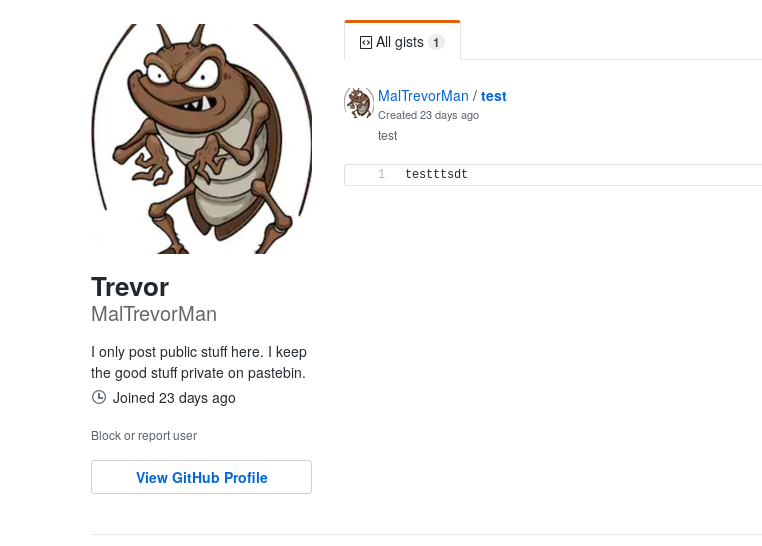 All gists 1
MalTrevorMan / test
Created 23 days ago
test
1 testttsdt
Trevor
MalTrevorMan
I only post public stuff here. I keep
the good stuff private on pastebin.
Joined 23 days ago
Block or report user
View GitHub Profile